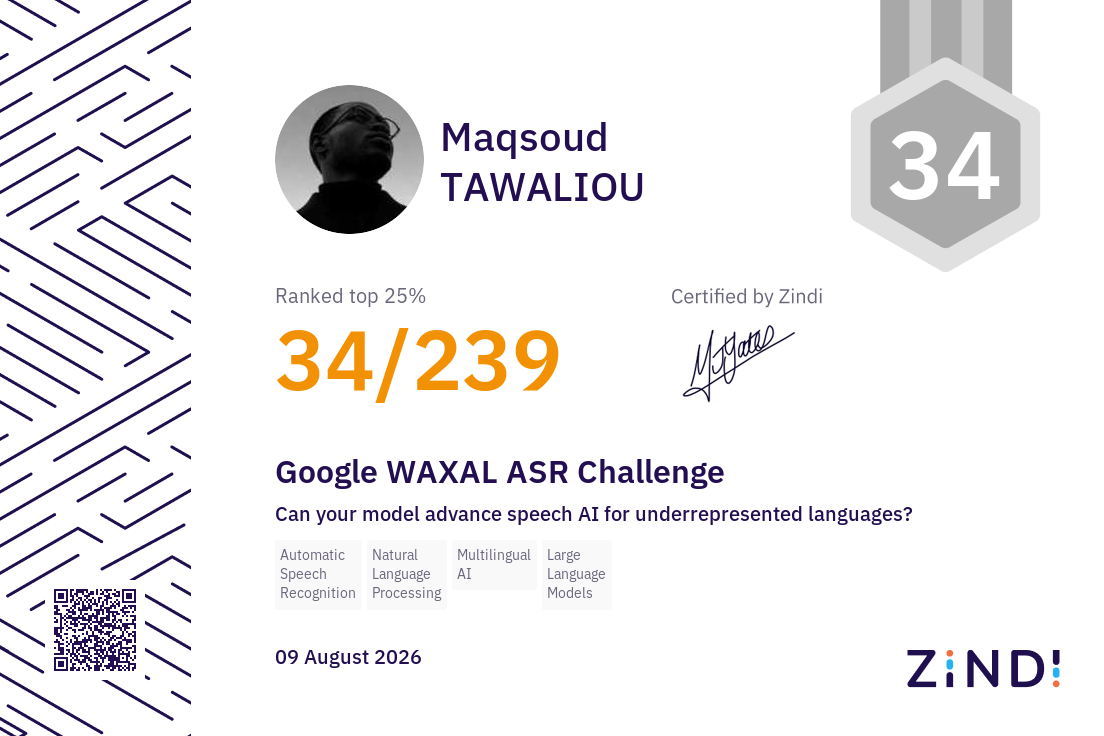 34
Maqsoud
TAWALIOU
Ranked top 25%
34/239
Certified by Zindi
Google WAXAL ASR Challenge
Can your model advance speech AI for underrepresented languages?
Automatic
Speech
Recognition
Natural
Language
Processing
Multilingual
AI
Large
Language
Models
09 August 2026
ZiNDI